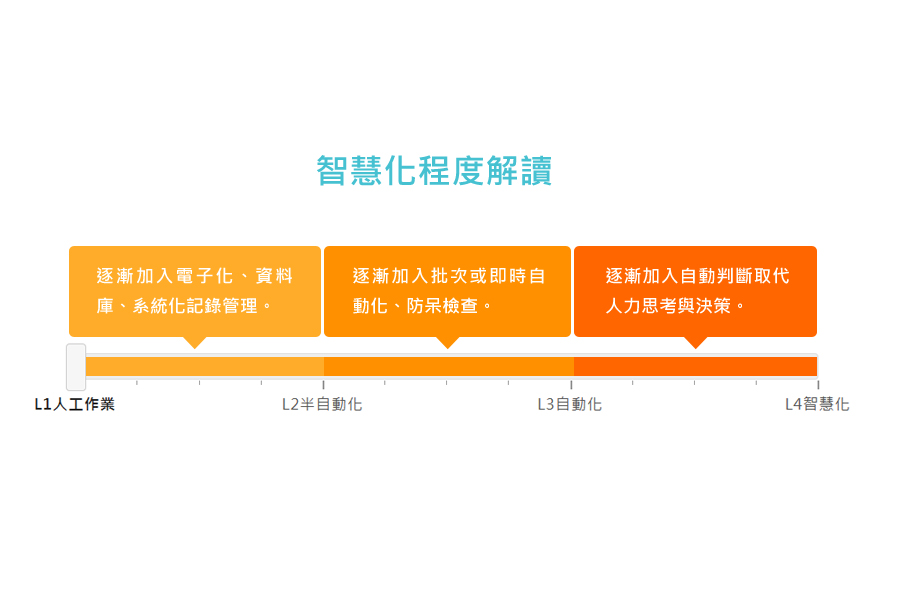 智慧化程度解讀
逐漸加入電子化、資料
庫、系統化記錄管理。
逐漸加入批次或即時自
動化、防呆檢查。
逐漸加入自動判斷取代
人力思考與決策。
L1人工作業
L2半自動化
L3自動化
L4智慧化